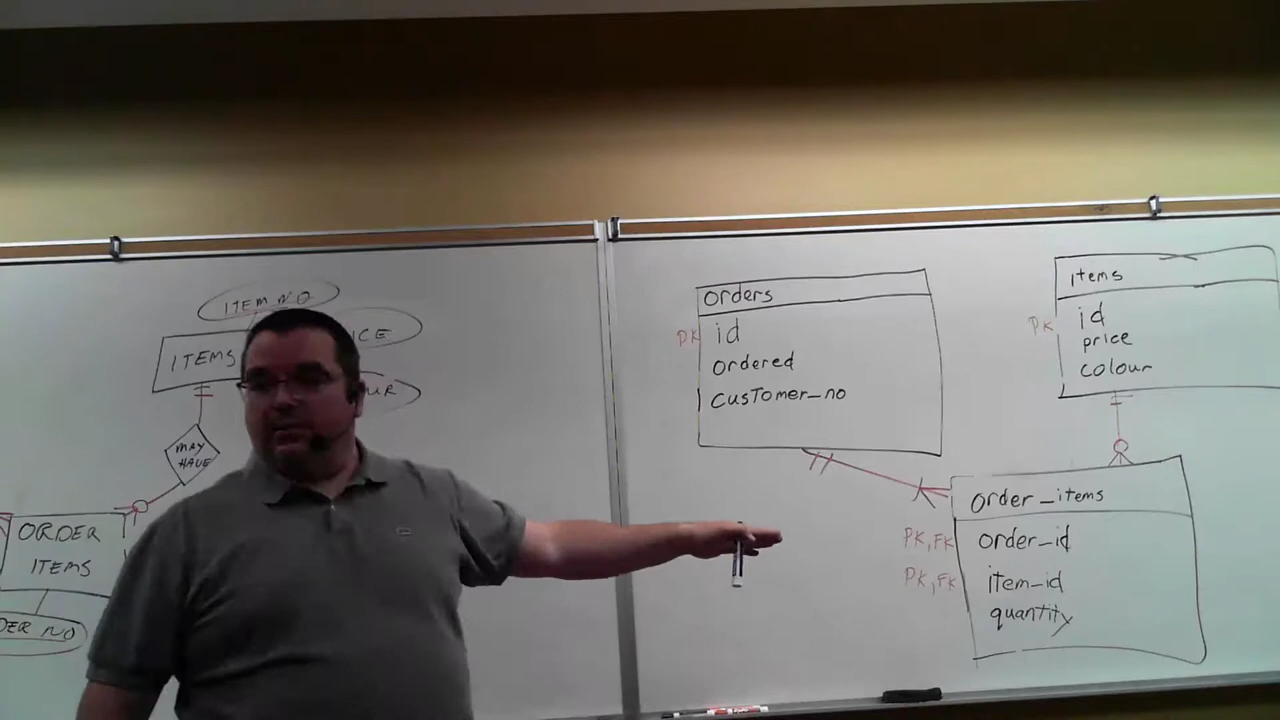 ITEM NO
ITEMS
MAY
HAVE
ORDER
ITEMS
NO
orders
PK id
ordered
customer_no
items
PK id
price
colour
order_items
PK,FK order_id
PK,FK item_id
quantity